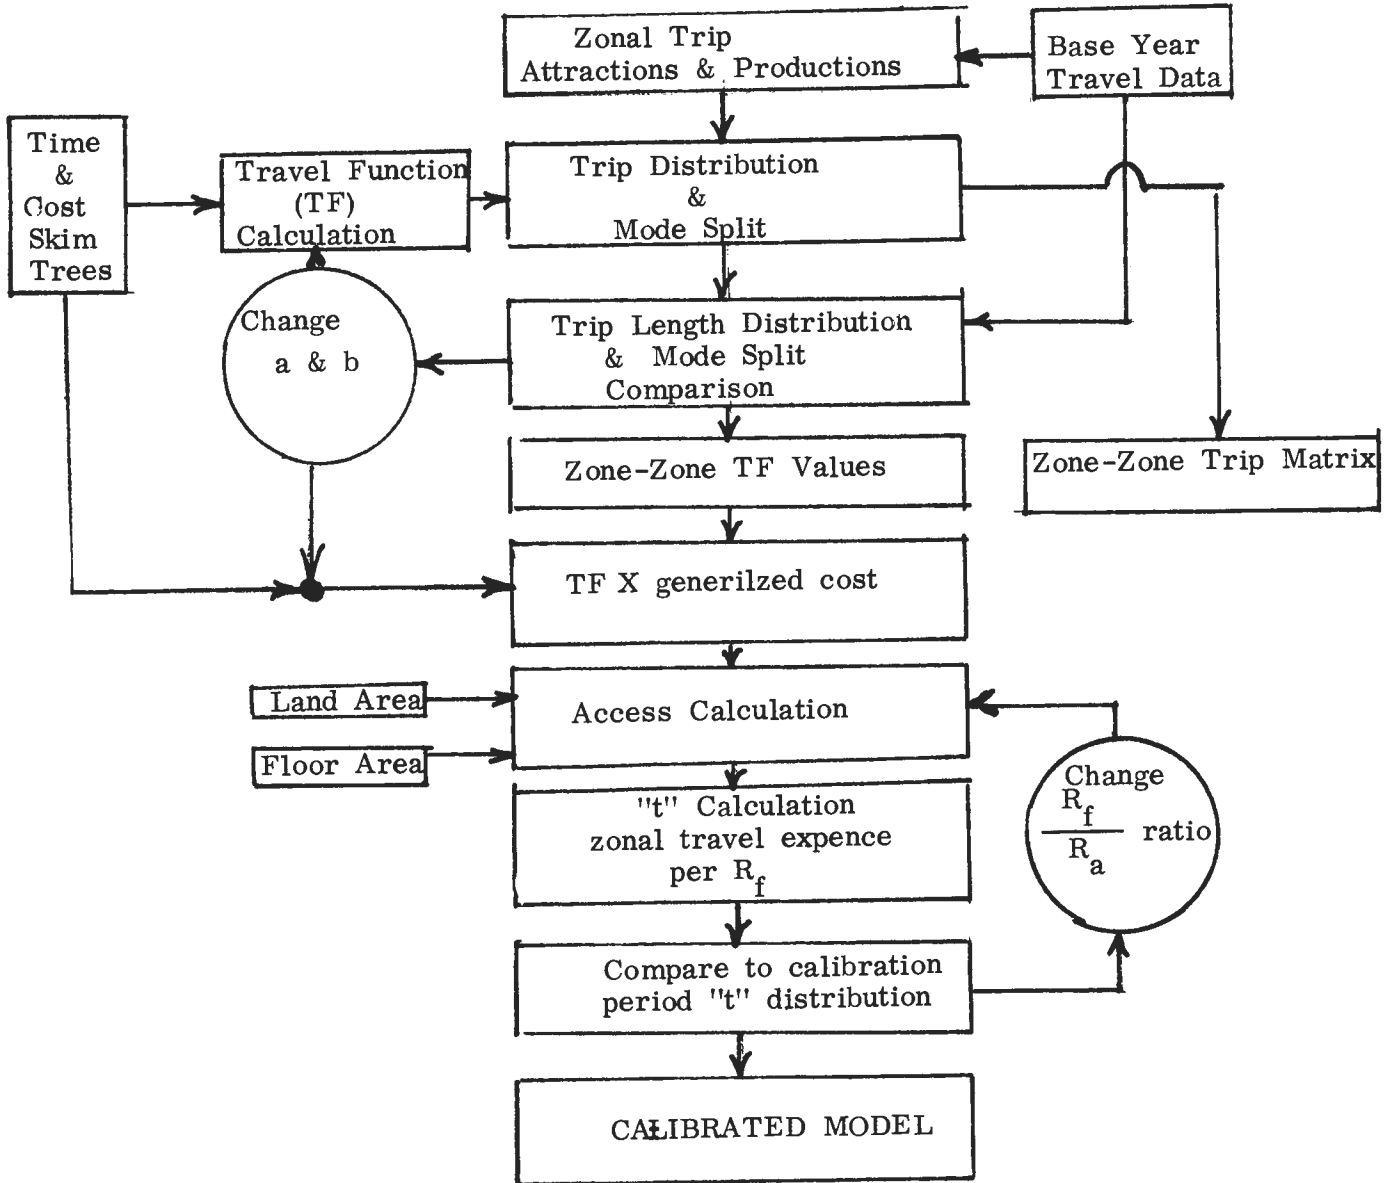 Zonal Trip
Attractions & Productions
Base Year
Travel Data
Time
&
Cost
Skim
Trees
Travel Function
(TF)
Calculation
Trip Distribution
&
Mode Split
Change
a & b
Trip Length Distribution
& Mode Split
Comparison
Zone-Zone TF Values
Zone-Zone Trip Matrix
TF X generilzed cost
Land Area
Floor Area
Access Calculation
"t" Calculation
zonal travel expence
per Rf
Change
Rf
ratio
Ra
Compare to calibration
period "t" distribution
CALIBRATED MODEL